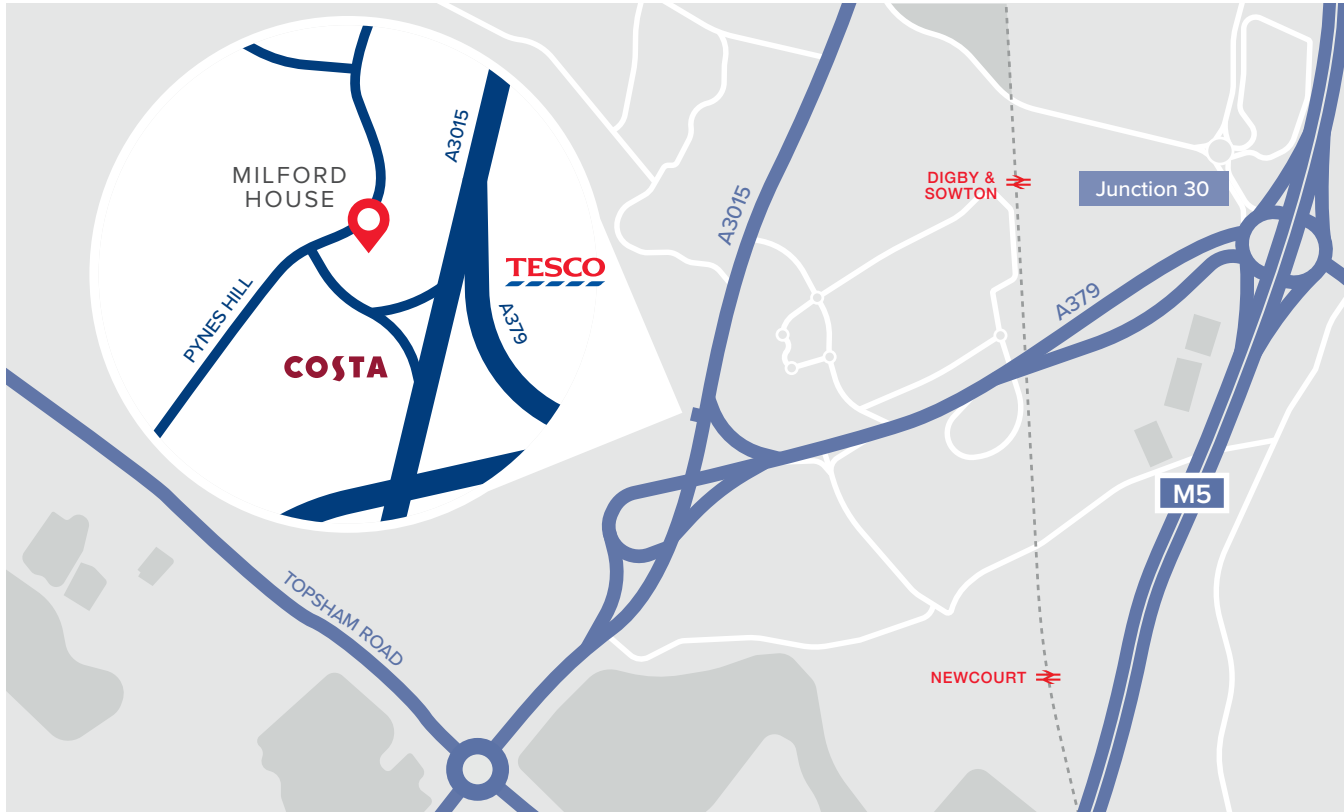 A3015
MILFORD
HOUSE
TESCO
A379
PYNES HILL
COSTA
DIGBY &
SOWTON
Junction 30
A3015
A379
M5
TOPSHAM ROAD
NEWCOURT